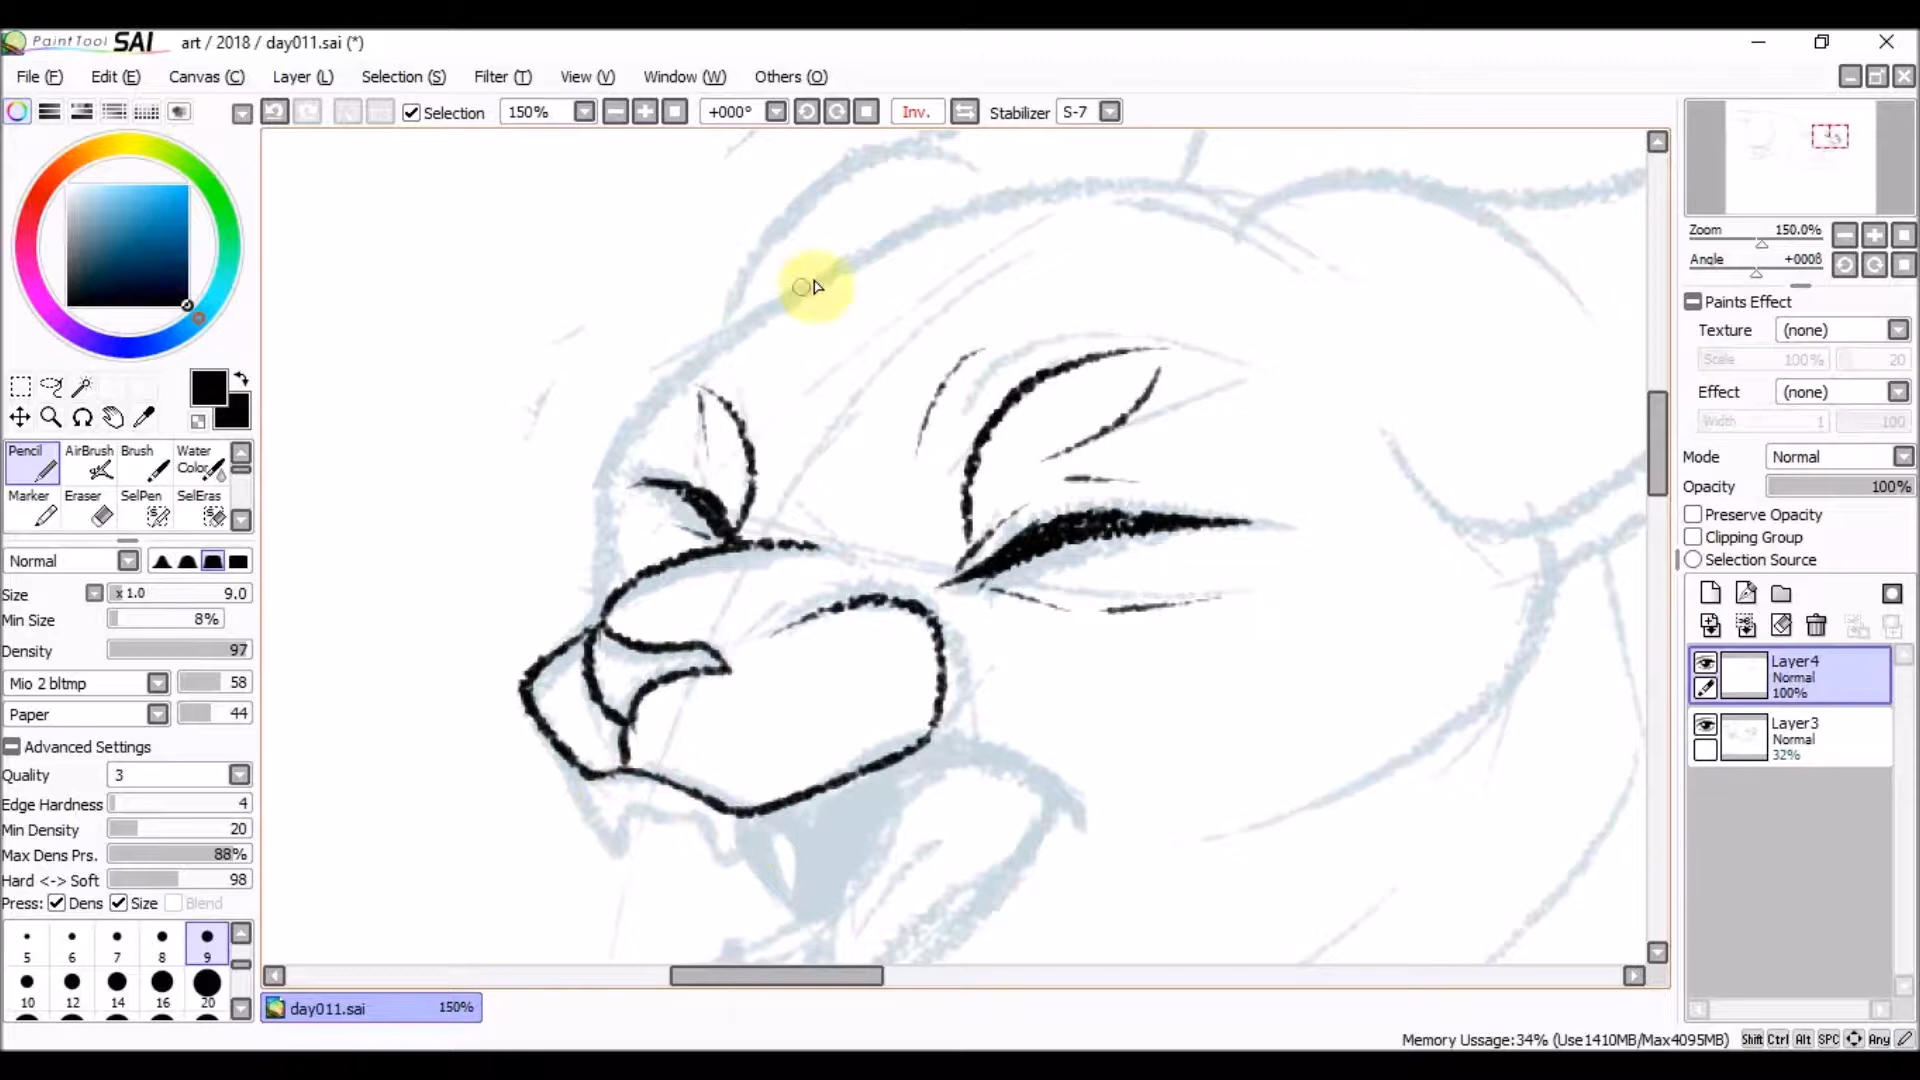 PaintTool SAI art / 2018 / day011.sai (*)
File (F) Edit (E) Canvas (C) Layer (L) Selection (S) Filter (T) View (V) Window (W) Others (O)
Selection 150% +000° Inv. Stabilizer S-7
Zoom 150.0%
Angle +000ß
Paints Effect
Texture (none)
Scale 100% 20
Effect (none)
Width 1 100
Mode Normal
Opacity 100%
Preserve Opacity
Clipping Group
Selection Source
Layer4
Normal
100%
Layer3
Normal
32%
Pencil AirBrush Brush Water Color
Marker Eraser SelPen SelEras
Normal
Size x 1.0 9.0
Min Size 8%
Density 97
Mio 2 bltmp 58
Paper 44
Advanced Settings
Quality 3
Edge Hardness 4
Min Density 20
Max Dens Prs. 88%
Hard <-> Soft 98
Press: Dens Size Blend
5 6 7 8 9
10 12 14 16 20
day011.sai 150%
Memory Ussage:34% (Use1410MB/Max4095MB) Shift Ctrl Alt SPC Any